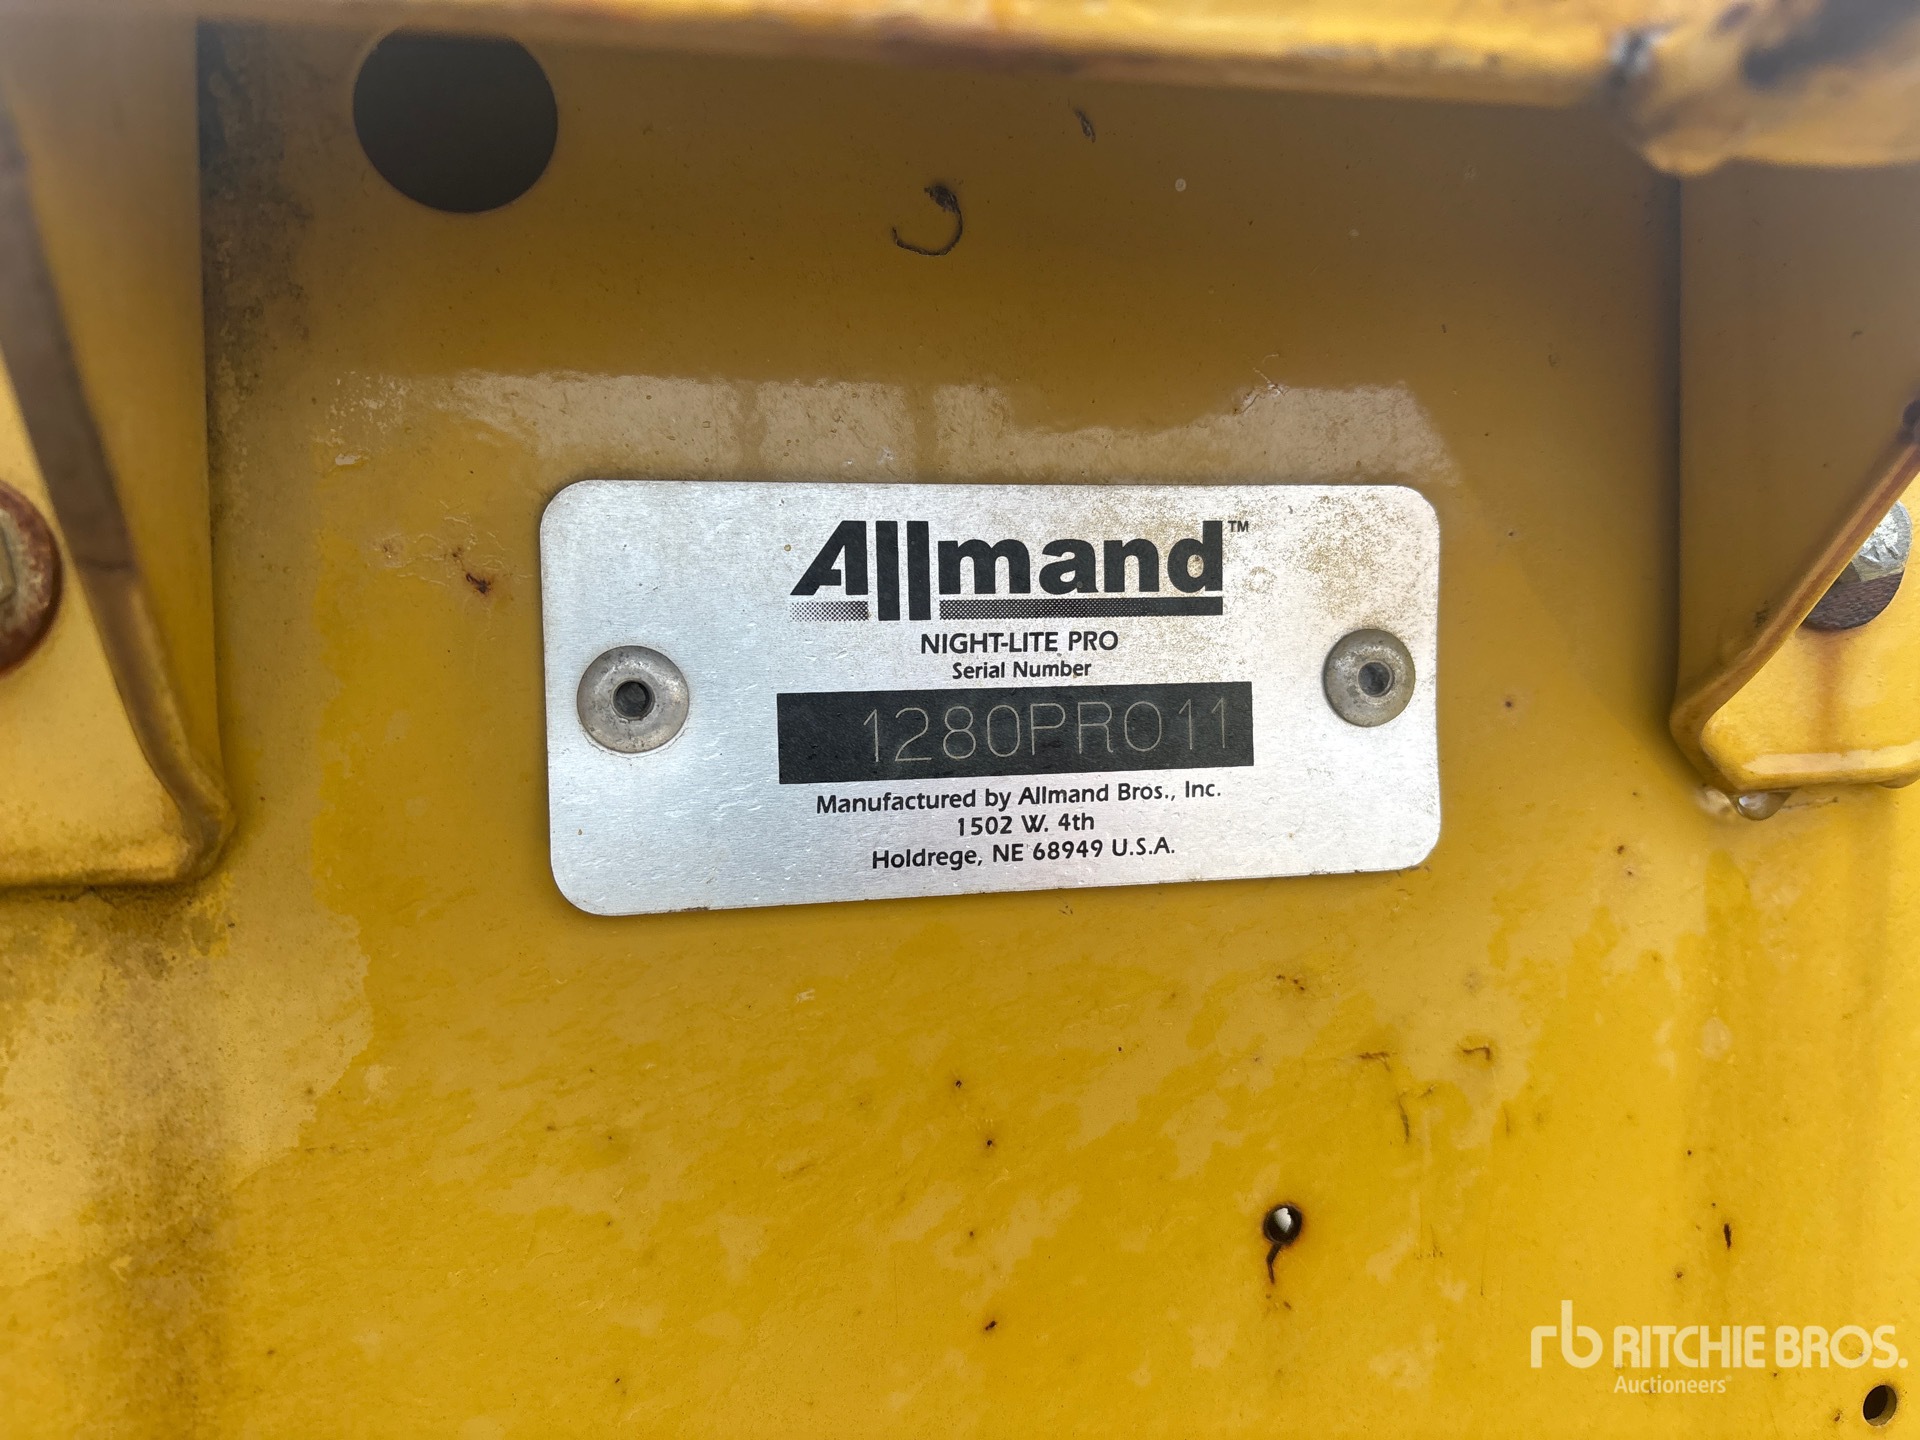 Allmand™
NIGHT-LITE PRO
Serial Number
1280PRO11
Manufactured by Allmand Bros., Inc.
1502 W. 4th
Holdrege, NE 68949 U.S.A.
rb RITCHIE BROS.
Auctioneers